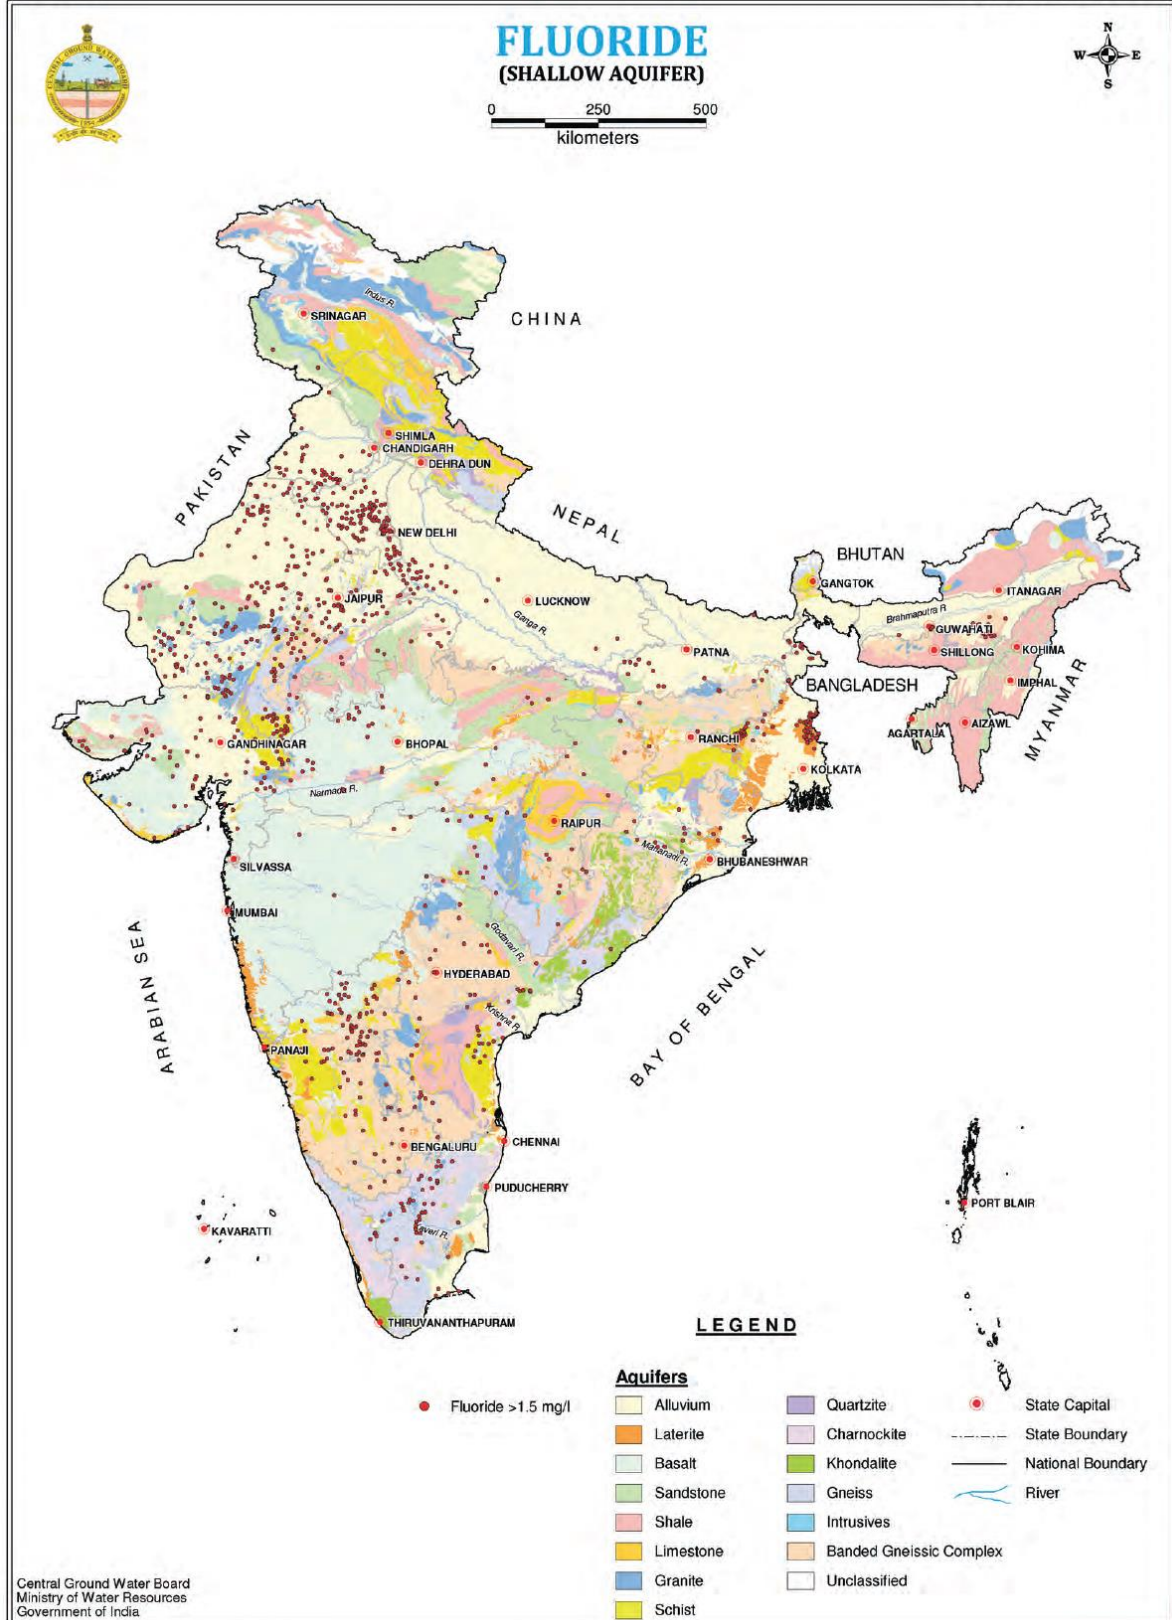 FLUORIDE
(SHALLOW AQUIFER)
0 250 500
kilometers
N
W E
S
CENTRAL GROUND WATER BOARD
CHINA
PAKISTAN
NEPAL
BHUTAN
BANGLADESH
MYANMAR
ARABIAN SEA
BAY OF BENGAL
Indus R.
SRINAGAR
SHIMLA
CHANDIGARH
DEHRA DUN
NEW DELHI
JAIPUR
LUCKNOW
Ganga R.
PATNA
GANGTOK
ITANAGAR
Brahmaputra R
GUWAHATI
SHILLONG
KOHIMA
IMPHAL
AGARTALA
AIZAWL
GANDHINAGAR
BHOPAL
RANCHI
KOLKATA
Narmada R.
RAIPUR
Mahanadi R.
BHUBANESHWAR
SILVASSA
MUMBAI
Godavari R.
HYDERABAD
Krishna R.
PANAJI
BENGALURU
CHENNAI
PUDUCHERRY
KAVARATTI
PORT BLAIR
THIRUVANANTHAPURAM
LEGEND
Fluoride >1.5 mg/l
Aquifers
Alluvium
Laterite
Basalt
Sandstone
Shale
Limestone
Granite
Schist
Quartzite
Charnockite
Khondalite
Gneiss
Intrusives
Banded Gneissic Complex
Unclassified
State Capital
State Boundary
National Boundary
River
Central Ground Water Board
Ministry of Water Resources
Government of India